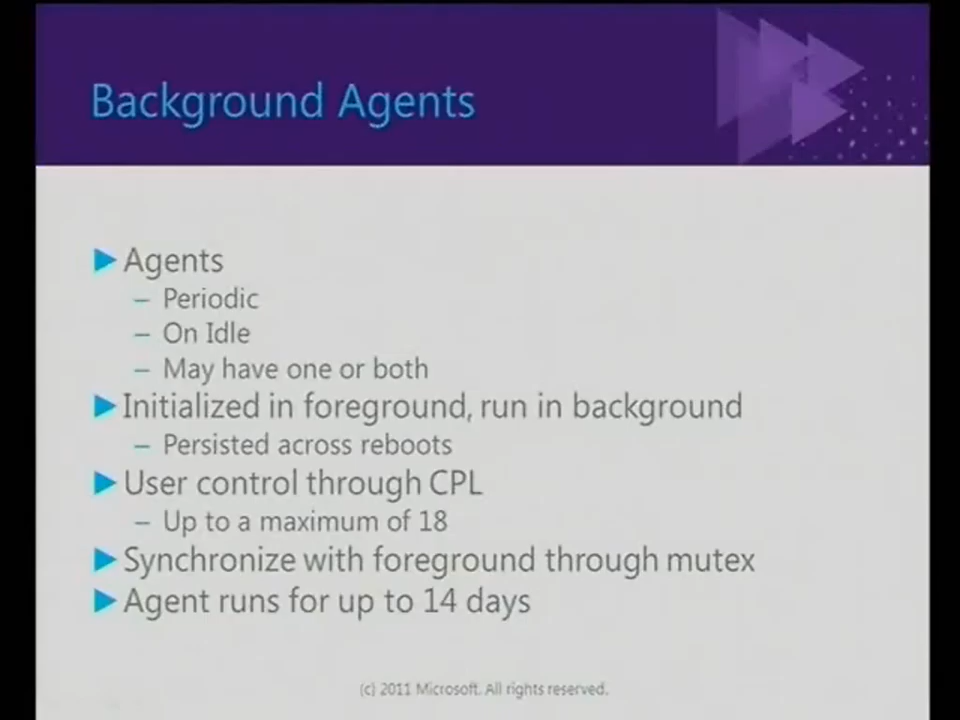 Background Agents
Agents
– Periodic
– On Idle
– May have one or both
Initialized in foreground, run in background
– Persisted across reboots
User control through CPL
– Up to a maximum of 18
Synchronize with foreground through mutex
Agent runs for up to 14 days
(c) 2011 Microsoft. All rights reserved.